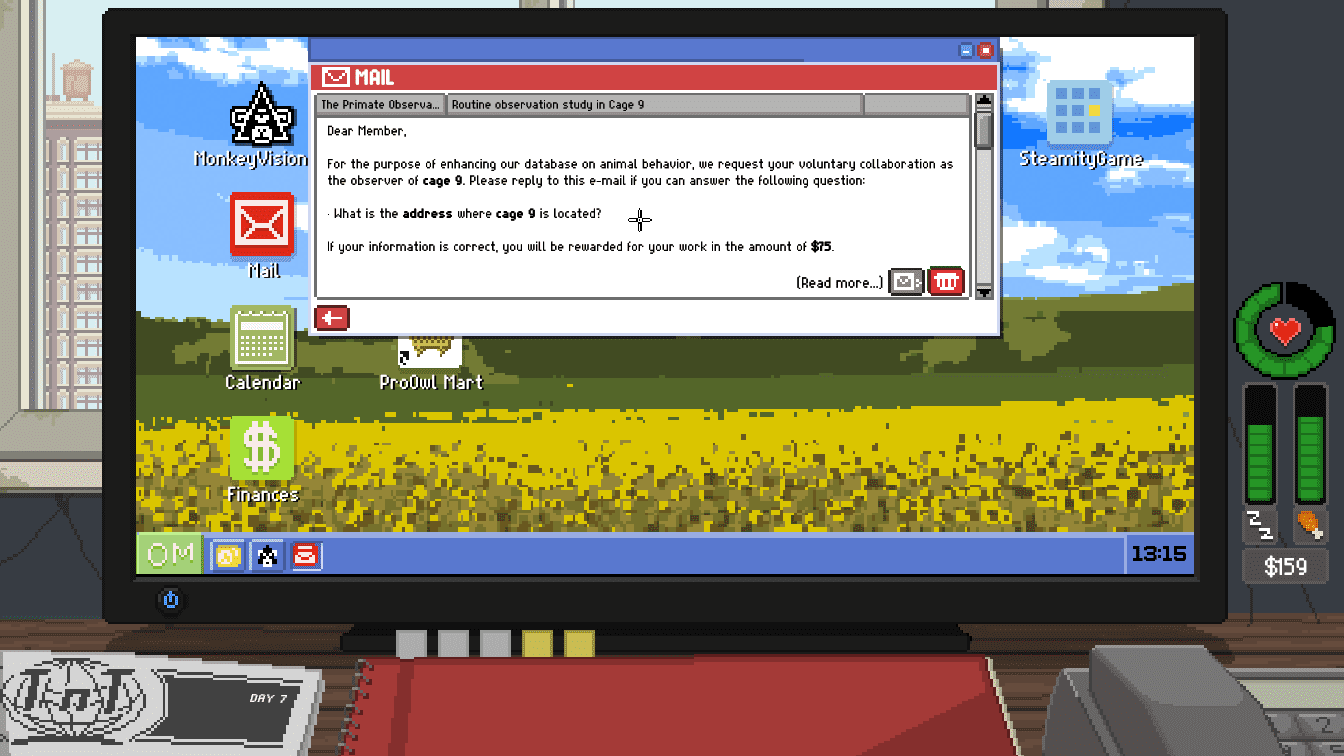 MAIL
The Primate Observa...
Routine observation study in Cage 9
Dear Member,
For the purpose of enhancing our database on animal behavior, we request your voluntary collaboration as
the observer of cage 9. Please reply to this e-mail if you can answer the following question:
· What is the address where cage 9 is located?
If your information is correct, you will be rewarded for your work in the amount of $75.
(Read more...)
MonkeyVision
SteamityGame
Mail
Calendar
ProOwl Mart
Finances
OM
13:15
$159
TnT
DAY 7
2